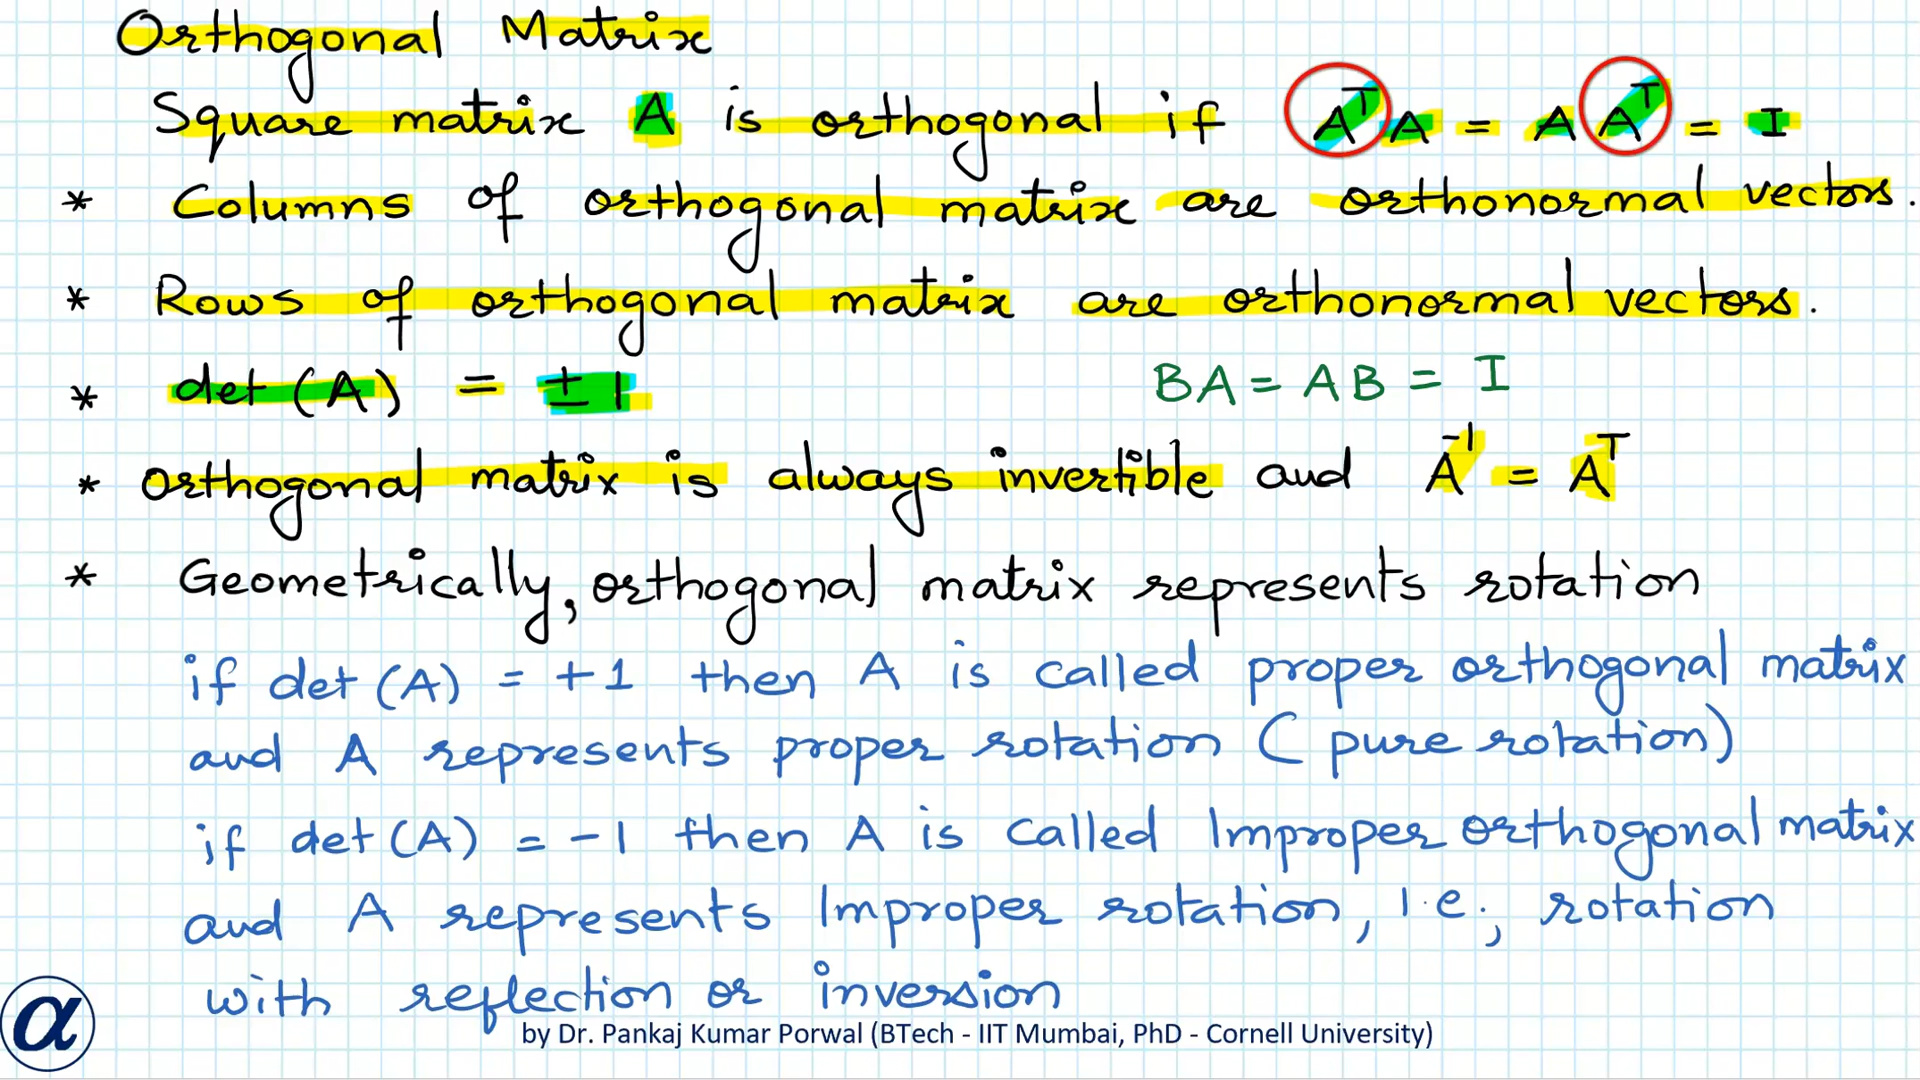 Orthogonal Matrix
Square matrix A is orthogonal if AᵀA = AAᵀ = I
* Columns of orthogonal matrix are orthonormal vectors.
* Rows of orthogonal matrix are orthonormal vectors.
* det (A) = ± 1
BA = AB = I
* Orthogonal matrix is always invertible and A⁻¹ = Aᵀ
* Geometrically, orthogonal matrix represents rotation
if det (A) = +1 then A is called proper orthogonal matrix
and A represents proper rotation (pure rotation)
if det (A) = -1 then A is called Improper orthogonal matrix
and A represents Improper rotation, I.e; rotation
with reflection or inversion
α
by Dr. Pankaj Kumar Porwal (BTech - IIT Mumbai, PhD - Cornell University)